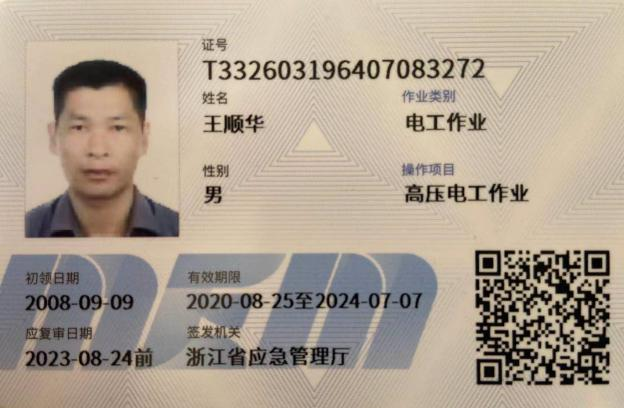 证号
T332603196407083272
姓名
作业类别
王顺华
电工作业
性别
操作项目
男
高压电工作业
初领日期
有效期限
2008-09-09
2020-08-25至2024-07-07
应复审日期
签发机关
2023-08-24前
浙江省应急管理厅